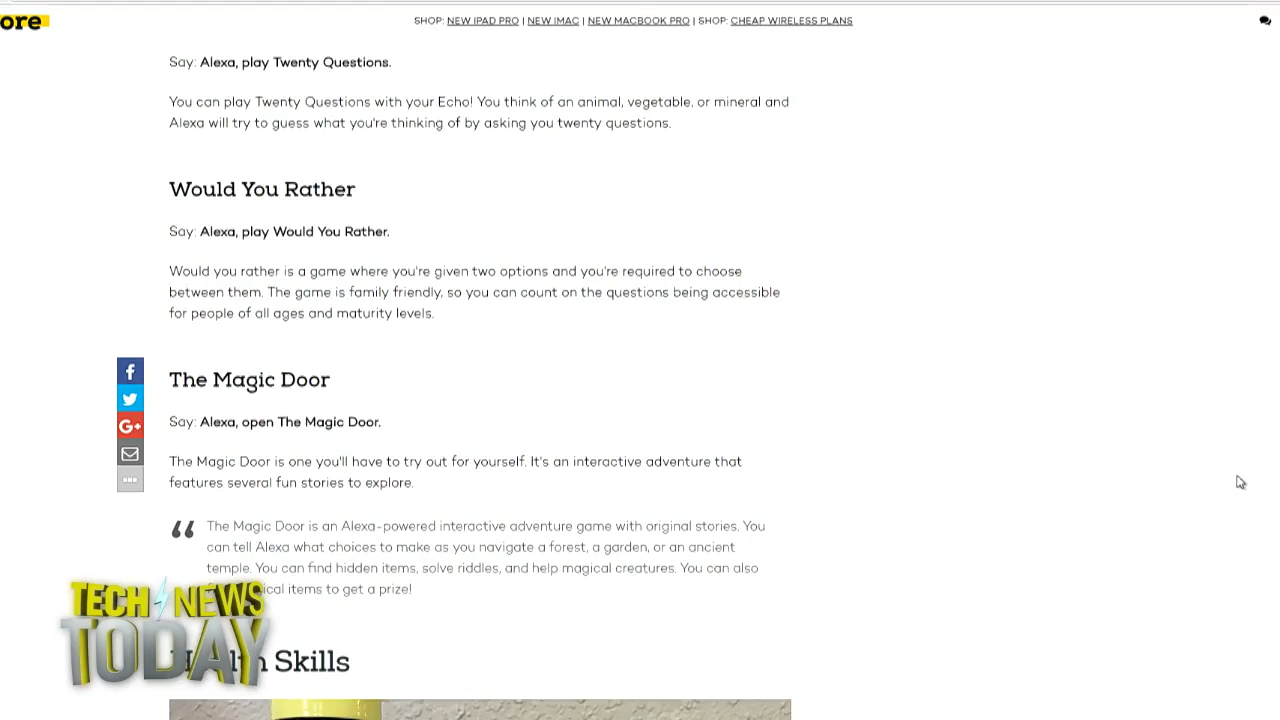 ore
SHOP: NEW IPAD PRO | NEW IMAC | NEW MACBOOK PRO | SHOP: CHEAP WIRELESS PLANS
Say: Alexa, play Twenty Questions.
You can play Twenty Questions with your Echo! You think of an animal, vegetable, or mineral and
Alexa will try to guess what you're thinking of by asking you twenty questions.
Would You Rather
Say: Alexa, play Would You Rather.
Would you rather is a game where you're given two options and you're required to choose
between them. The game is family friendly, so you can count on the questions being accessible
for people of all ages and maturity levels.
The Magic Door
Say: Alexa, open The Magic Door.
The Magic Door is one you'll have to try out for yourself. It's an interactive adventure that
features several fun stories to explore.
The Magic Door is an Alexa-powered interactive adventure game with original stories. You
can tell Alexa what choices to make as you navigate a forest, a garden, or an ancient
temple. You can find hidden items, solve riddles, and help magical creatures. You can also
items to get a prize!
Skills
TECH NEWS
TODAY